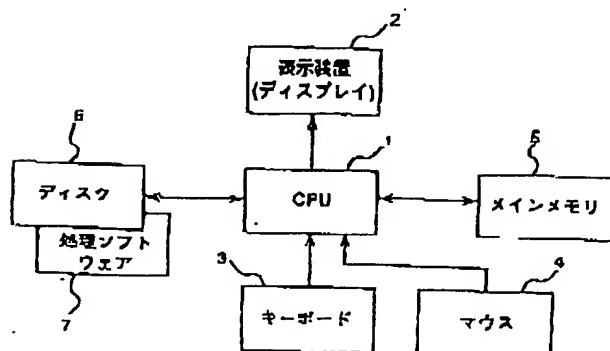 2
表示装置
(ディスプレイ)
6
1
5
ディスク
CPU
メインメモリ
処理ソフト
ウェア
7
3
キーボード
4
マウス